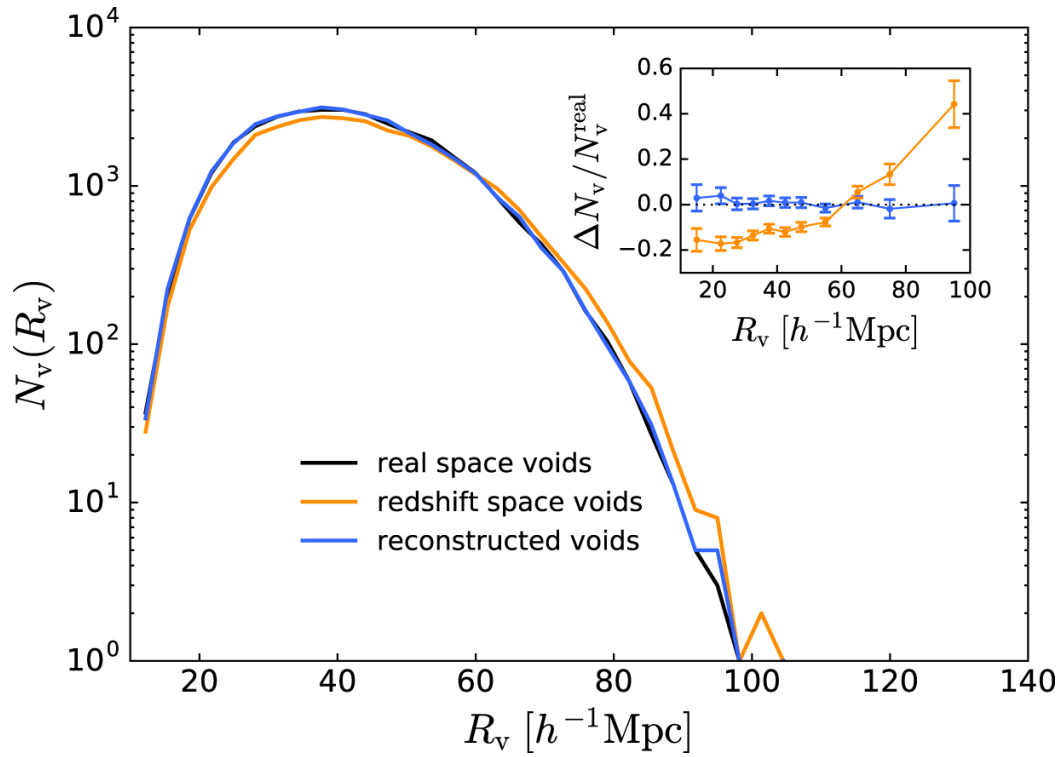 10^4
10^3
10^2
10^1
10^0
N_v(R_v)
20 40 60 80 100 120 140
R_v [h^{-1}Mpc]
real space voids
redshift space voids
reconstructed voids
0.6
0.4
0.2
0.0
−0.2
ΔN_v/N_v^{real}
20 40 60 80 100
R_v [h^{-1}Mpc]